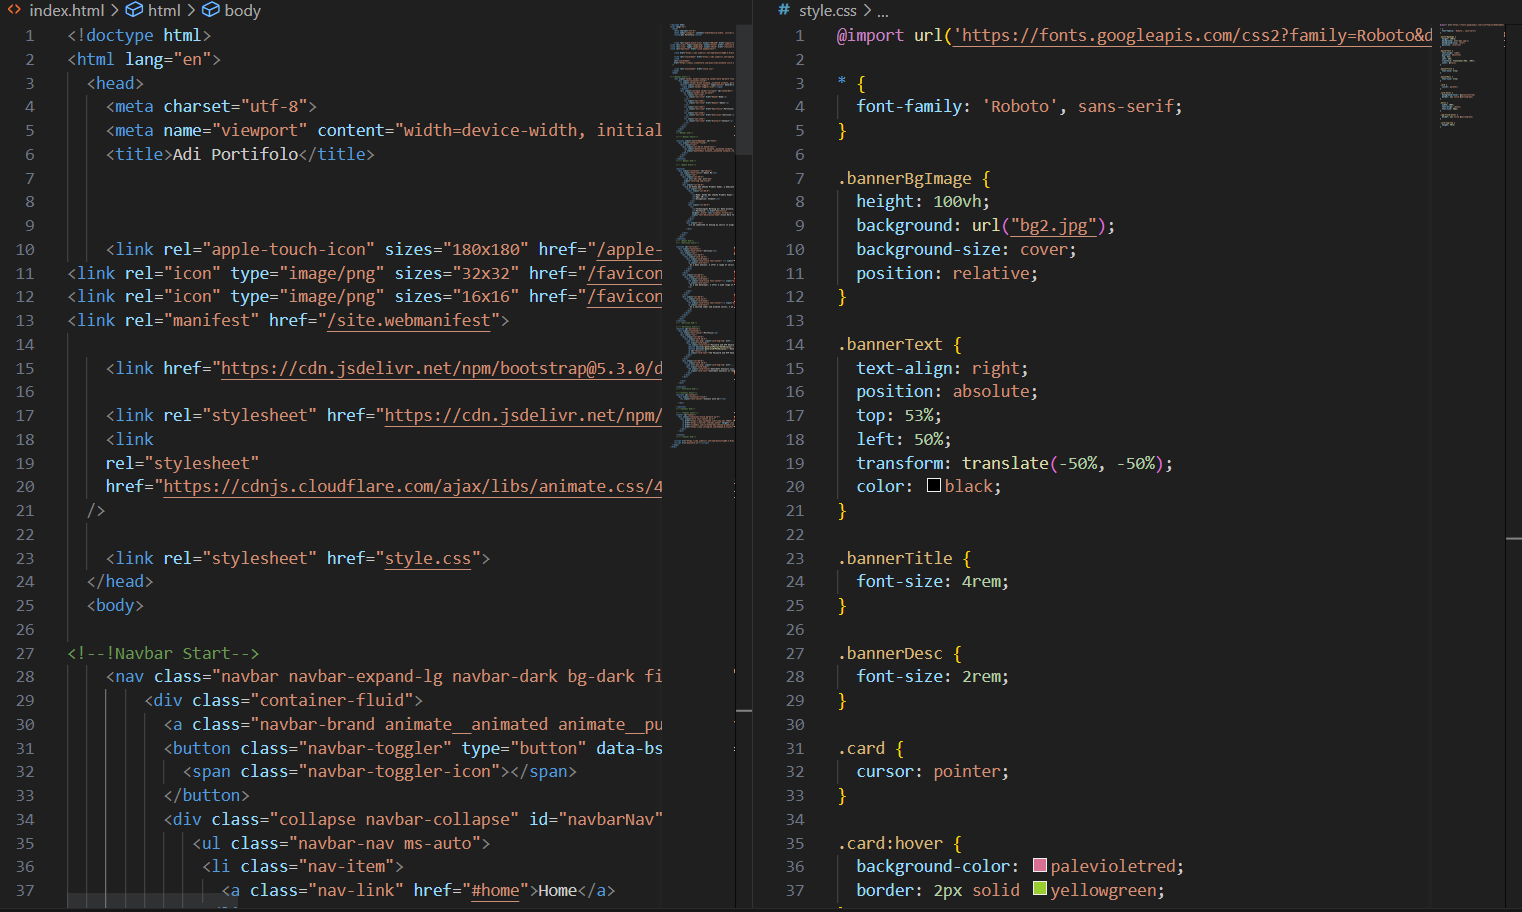 index.html > html > body
1 <!doctype html>
2 <html lang="en">
3 <head>
4 <meta charset="utf-8">
5 <meta name="viewport" content="width=device-width, initial
6 <title>Adi Portifolo</title>
7
8
9
10 <link rel="apple-touch-icon" sizes="180x180" href="/apple-
11 <link rel="icon" type="image/png" sizes="32x32" href="/favicon
12 <link rel="icon" type="image/png" sizes="16x16" href="/favicon
13 <link rel="manifest" href="/site.webmanifest">
14
15 <link href="https://cdn.jsdelivr.net/npm/bootstrap@5.3.0/d
16
17 <link rel="stylesheet" href="https://cdn.jsdelivr.net/npm/
18 <link
19 rel="stylesheet"
20 href="https://cdnjs.cloudflare.com/ajax/libs/animate.css/4
21 />
22
23 <link rel="stylesheet" href="style.css">
24 </head>
25 <body>
26
27 <!--!Navbar Start-->
28 <nav class="navbar navbar-expand-lg navbar-dark bg-dark fi
29 <div class="container-fluid">
30 <a class="navbar-brand animate__animated animate__pu
31 <button class="navbar-toggler" type="button" data-bs
32 <span class="navbar-toggler-icon"></span>
33 </button>
34 <div class="collapse navbar-collapse" id="navbarNav"
35 <ul class="navbar-nav ms-auto">
36 <li class="nav-item">
37 <a class="nav-link" href="#home">Home</a>
# style.css > ...
1 @import url('https://fonts.googleapis.com/css2?family=Roboto&d
2
3 * {
4 font-family: 'Roboto', sans-serif;
5 }
6
7 .bannerBgImage {
8 height: 100vh;
9 background: url("bg2.jpg");
10 background-size: cover;
11 position: relative;
12 }
13
14 .bannerText {
15 text-align: right;
16 position: absolute;
17 top: 53%;
18 left: 50%;
19 transform: translate(-50%, -50%);
20 color: black;
21 }
22
23 .bannerTitle {
24 font-size: 4rem;
25 }
26
27 .bannerDesc {
28 font-size: 2rem;
29 }
30
31 .card {
32 cursor: pointer;
33 }
34
35 .card:hover {
36 background-color: palevioletred;
37 border: 2px solid yellowgreen;